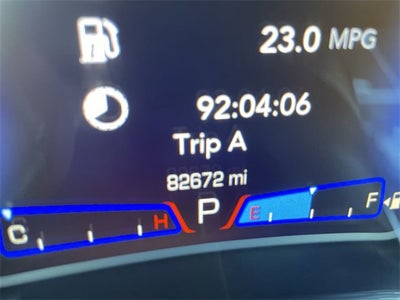 23.0 MPG
92:04:06
Trip A
82672 mi
C H P E F